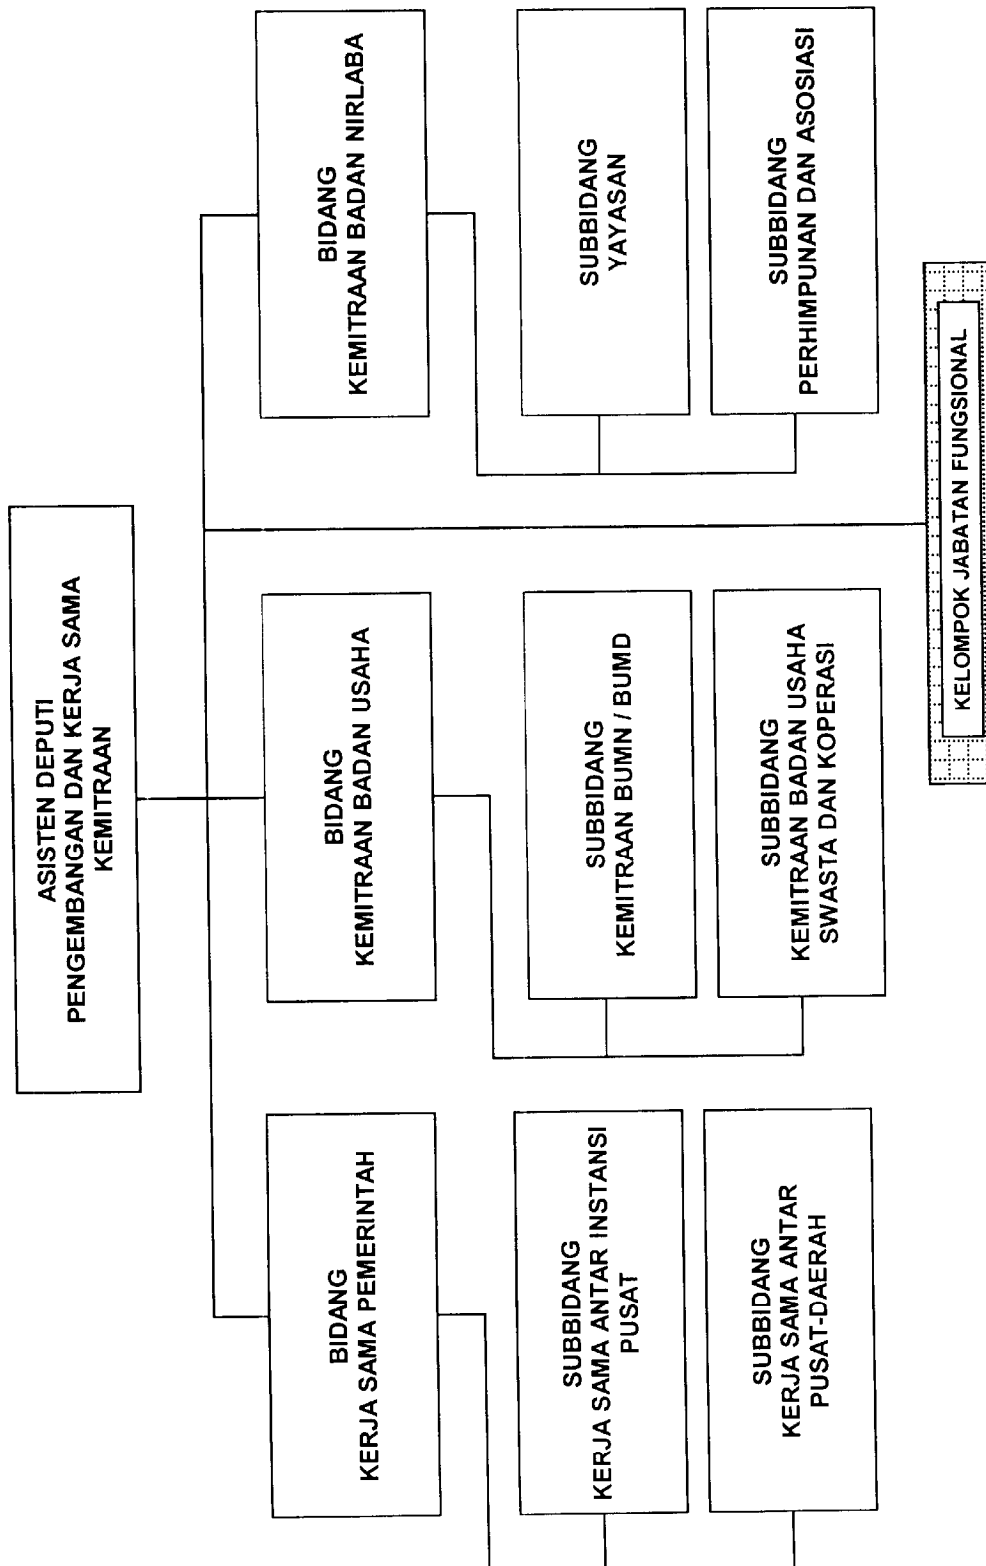 ASISTEN DEPUTI
PENGEMBANGAN DAN KERJA SAMA
KEMITRAAN
BIDANG
KERJA SAMA PEMERINTAH
BIDANG
KEMITRAAN BADAN USAHA
BIDANG
KEMITRAAN BADAN NIRLABA
SUBBIDANG
KERJA SAMA ANTAR INSTANSI
PUSAT
SUBBIDANG
KEMITRAAN BUMN / BUMD
SUBBIDANG
YAYASAN
SUBBIDANG
KERJA SAMA ANTAR
PUSAT-DAERAH
SUBBIDANG
KEMITRAAN BADAN USAHA
SWASTA DAN KOPERASI
SUBBIDANG
PERHIMPUNAN DAN ASOSIASI
KELOMPOK JABATAN FUNGSIONAL